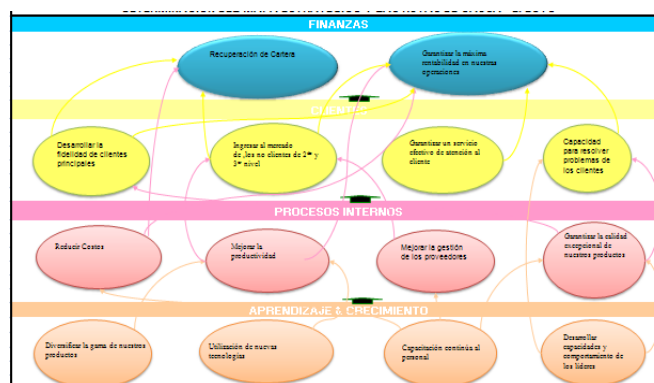 FINANZAS
Recuperación de Cartera
Garantizar la máxima
rentabilidad en nuestras
operaciones
CLIENTES
Desarrollar la
fidelidad de clientes
principales
Ingresar al mercado
de ,los no clientes de 2do y
3er nivel
Garantizar un servicio
efectivo de atención al
cliente
Capacidad
para resolver
problemas de
los clientes
PROCESOS INTERNOS
Reducir Costos
Mejorar la
productividad
Mejorar la gestión
de los proveedores
Garantizar la calidad
excepcional de
nuestros productos
APRENDIZAJE & CRECIMIENTO
Diversificar la gama de nuestros
productos
Utilización de nuevas
tecnologías
Capacitación continúa al
personal
Desarrollar
capacidades y
comportamiento de
los líderes